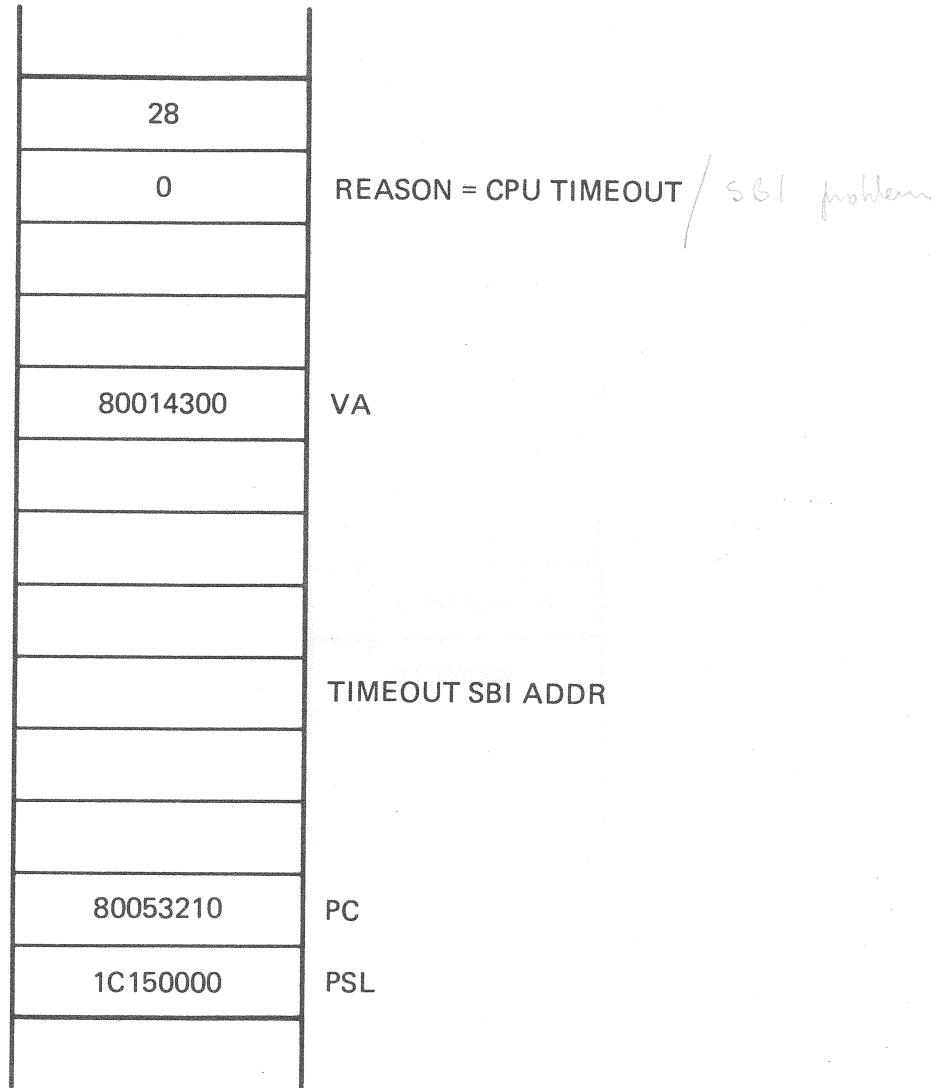 28
0 REASON = CPU TIMEOUT / SBI problem
80014300 VA
TIMEOUT SBI ADDR
80053210 PC
1C150000 PSL